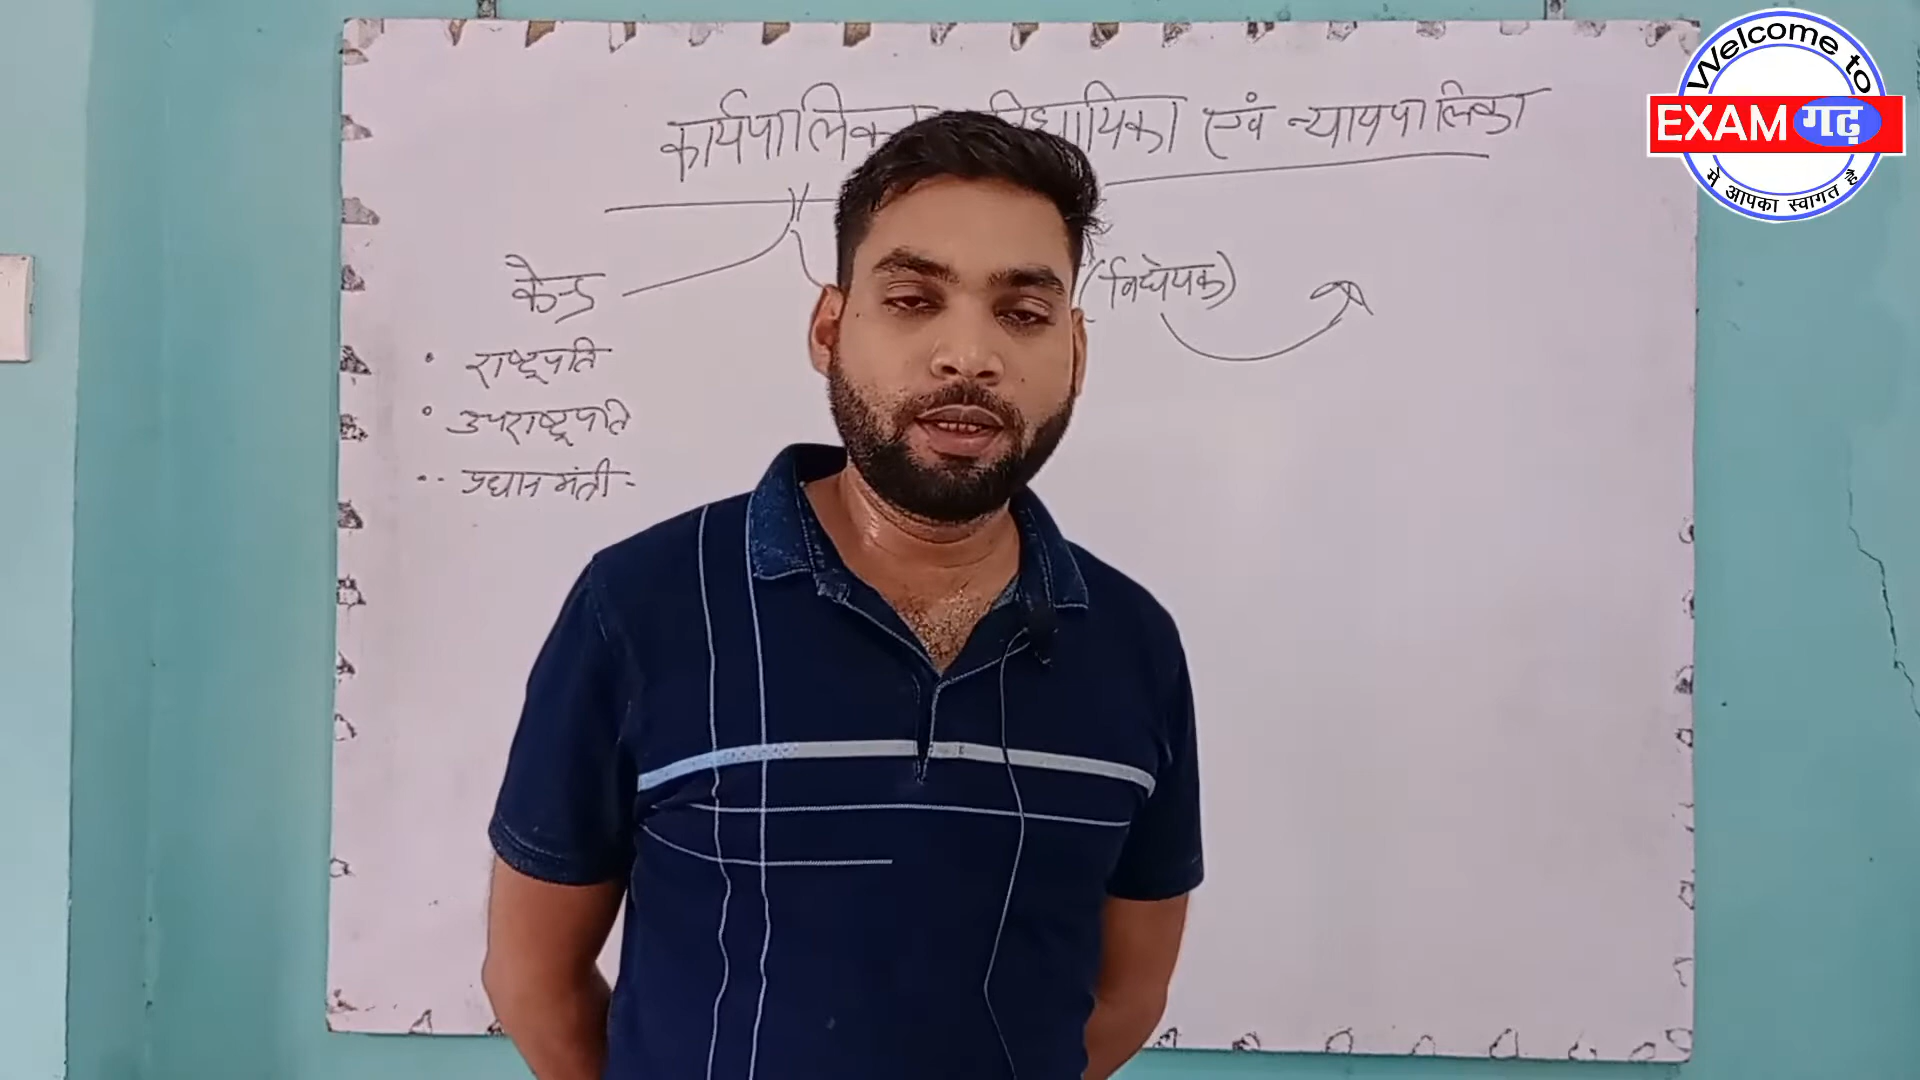 कार्यपालिका विधायिका एवं न्यायपालिका
केन्द्र
(विधेयक)
राष्ट्रपति
उपराष्ट्रपति
प्रधान मंत्री -
Welcome to
EXAM गढ़
में आपका स्वागत है